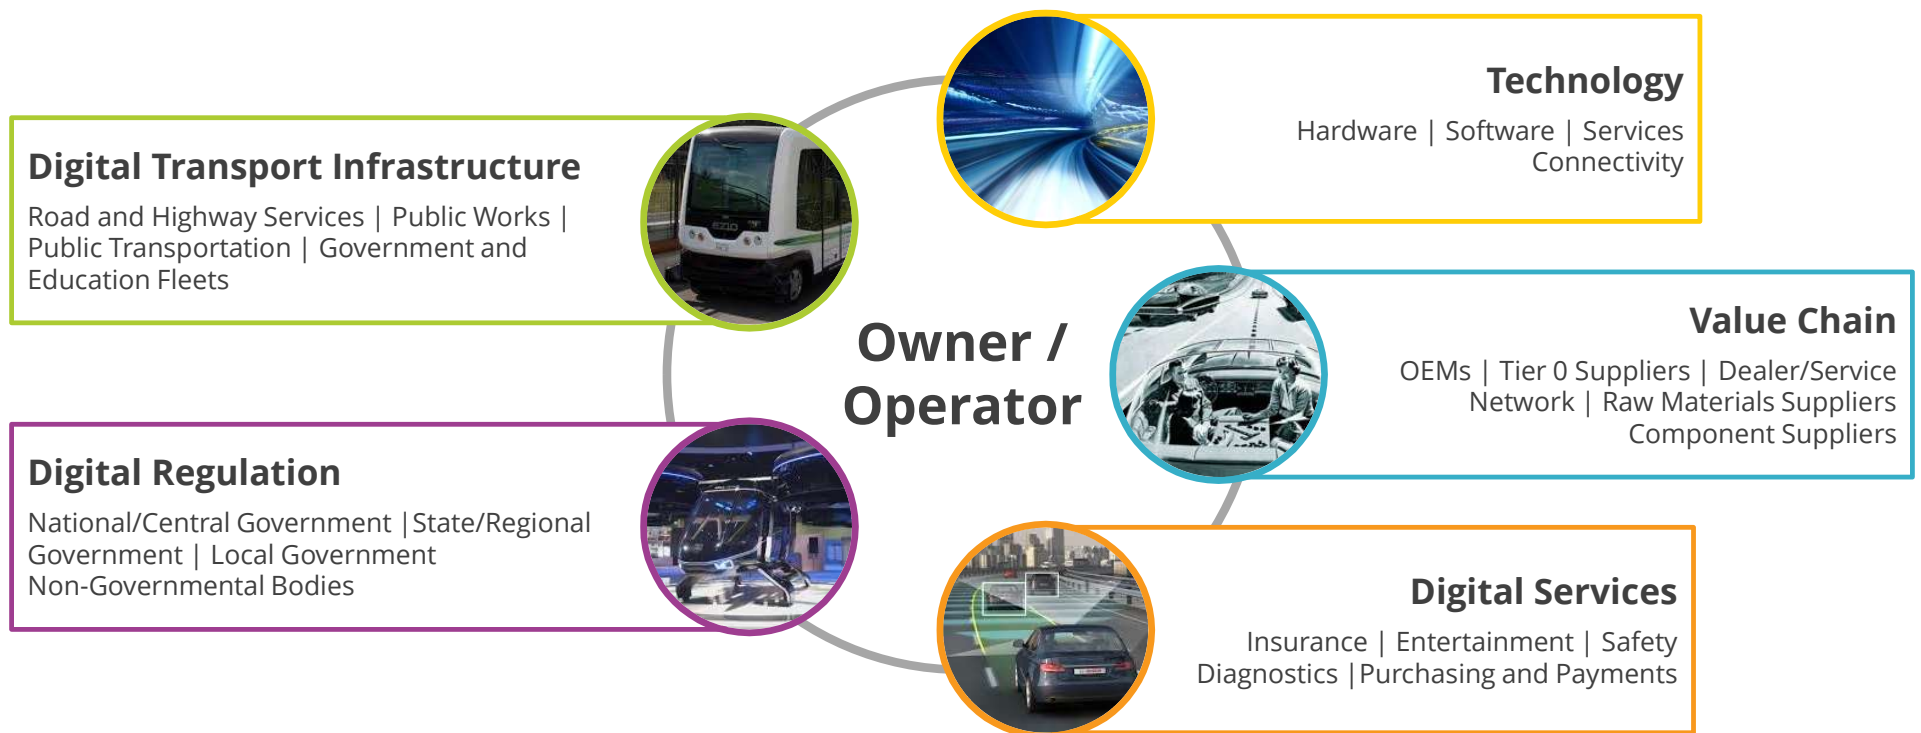 Technology
Hardware | Software | Services
Connectivity
Digital Transport Infrastructure
Road and Highway Services | Public Works |
Public Transportation | Government and
Education Fleets
EZ10
Owner /
Operator
Value Chain
OEMs | Tier 0 Suppliers | Dealer/Service
Network | Raw Materials Suppliers
Component Suppliers
Digital Regulation
National/Central Government |State/Regional
Government | Local Government
Non-Governmental Bodies
Digital Services
Insurance | Entertainment | Safety
Diagnostics |Purchasing and Payments